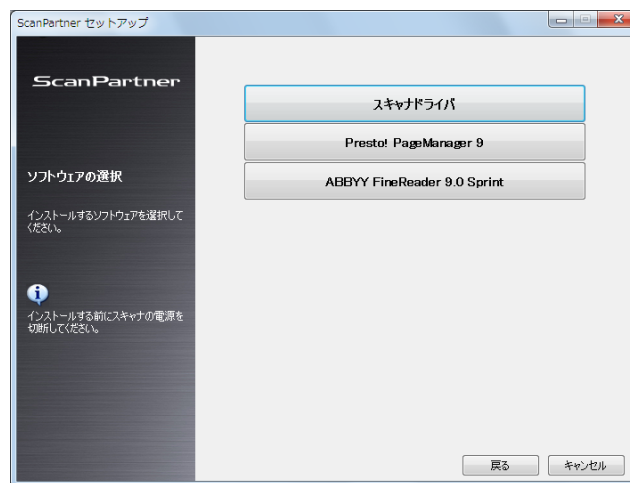 ScanPartner セットアップ
ScanPartner
ソフトウェアの選択
インストールするソフトウェアを選択して
ください。
インストールする前にスキャナの電源を
切断してください。
スキャナドライバ
Presto! PageManager 9
ABBYY FineReader 9.0 Sprint
戻る
キャンセル